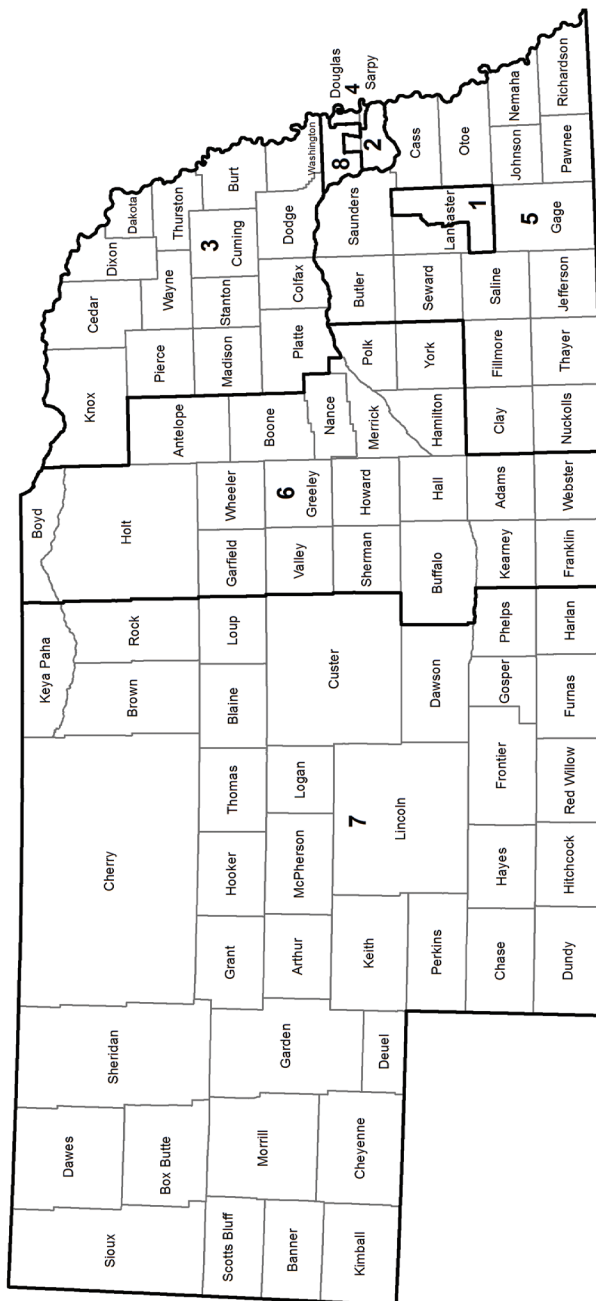 Sioux
Dawes
Box Butte
Sheridan
Scotts Bluff
Banner
Kimball
Morrill
Cheyenne
Garden
Deuel
Cherry
Grant
Hooker
Thomas
Arthur
McPherson
Logan
Keith
Lincoln
7
Perkins
Chase
Hayes
Frontier
Dundy
Hitchcock
Red Willow
Furnas
Harlan
Gosper
Phelps
Dawson
Custer
Blaine
Loup
Brown
Rock
Keya Paha
Boyd
Holt
Garfield
Wheeler
Valley
Greeley
6
Sherman
Howard
Buffalo
Hall
Kearney
Adams
Franklin
Webster
Knox
Antelope
Boone
Nance
Merrick
Hamilton
Polk
York
Clay
Fillmore
Nuckolls
Thayer
Cedar
Dixon
Dakota
Pierce
Wayne
Thurston
Madison
Stanton
Cuming
3
Burt
Platte
Colfax
Dodge
Washington
Butler
Saunders
Seward
Lancaster
1
Saline
Jefferson
Gage
5
Douglas
8
4
Sarpy
2
Cass
Otoe
Johnson
Nemaha
Pawnee
Richardson